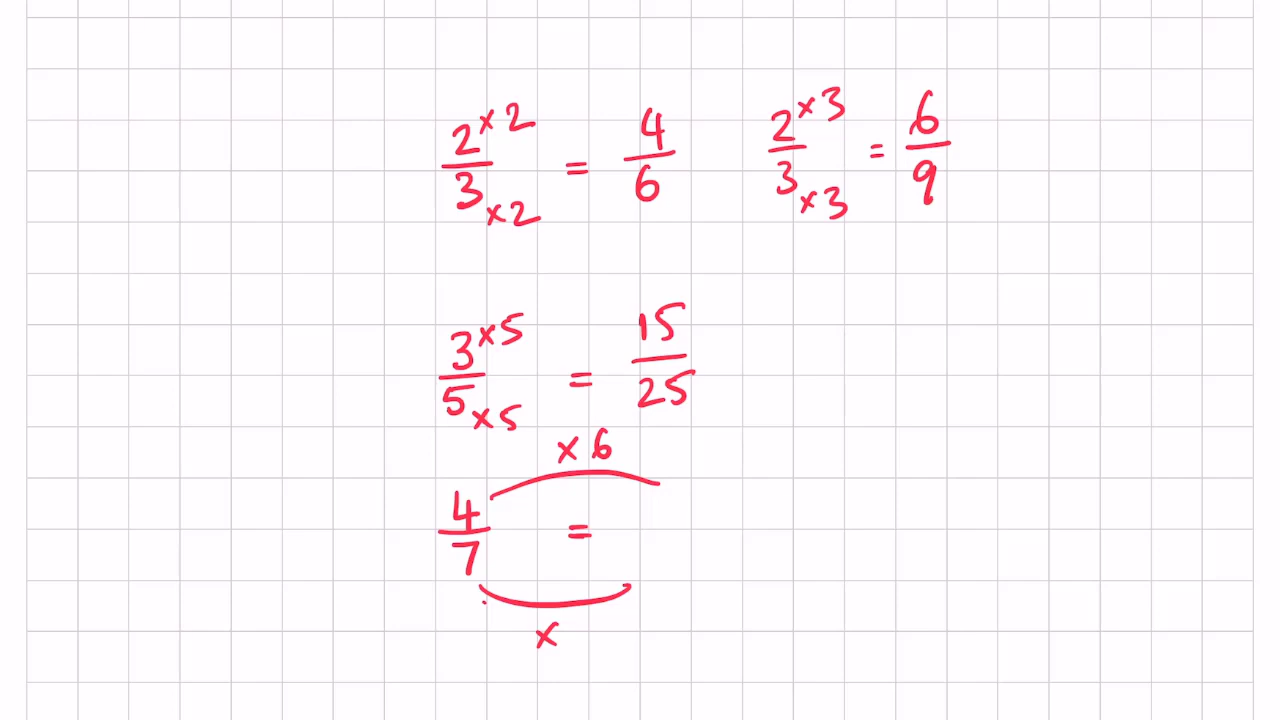 2 ×2 / 3 ×2 = 4/6
2 ×3 / 3 ×3 = 6/9
3 ×5 / 5 ×5 = 15/25
×6
4/7 =
×